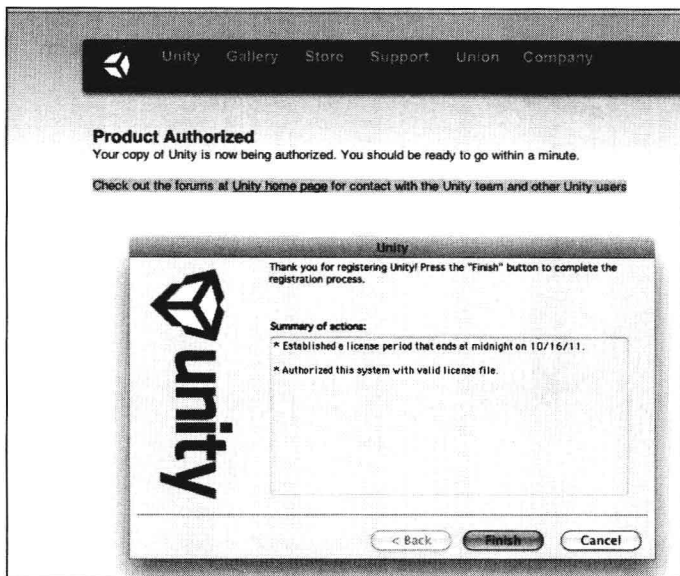 Unity Gallery Store Support Union Company
Product Authorized
Your copy of Unity is now being authorized. You should be ready to go within a minute.
Check out the forums at Unity home page for contact with the Unity team and other Unity users
Unity
Thank you for registering Unity! Press the "Finish" button to complete the
registration process.
unity
Summary of actions:
* Established a license period that ends at midnight on 10/16/11.
* Authorized this system with valid license file.
< Back Finish Cancel